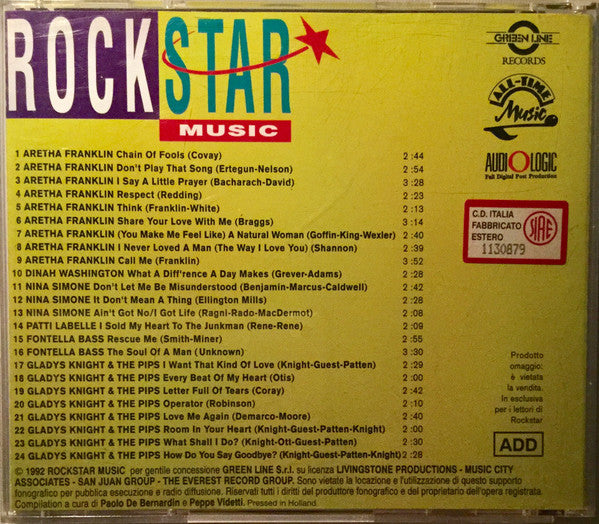 ROCKSTAR
MUSIC
GREEN LINE
RECORDS
ALL-TIME
Music
AUDIOLOGIC
Full Digital Post Production
C.D. ITALIA
FABBRICATO
ESTERO
1130879
RAE
1 ARETHA FRANKLIN Chain Of Fools (Covay) 2:44
2 ARETHA FRANKLIN Don't Play That Song (Ertegun-Nelson) 2:54
3 ARETHA FRANKLIN I Say A Little Prayer (Bacharach-David) 3:28
4 ARETHA FRANKLIN Respect (Redding) 2:23
5 ARETHA FRANKLIN Think (Franklin-White) 2:13
6 ARETHA FRANKLIN Share Your Love With Me (Braggs) 3:14
7 ARETHA FRANKLIN (You Make Me Feel Like) A Natural Woman (Goffin-King-Wexler) 2:40
8 ARETHA FRANKLIN I Never Loved A Man (The Way I Love You) (Shannon) 2:39
9 ARETHA FRANKLIN Call Me (Franklin) 3:52
10 DINAH WASHINGTON What A Diff'rence A Day Makes (Grever-Adams) 2:28
11 NINA SIMONE Don't Let Me Be Misunderstood (Benjamin-Marcus-Caldwell) 2:42
12 NINA SIMONE It Don't Mean A Thing (Ellington Mills) 2:28
13 NINA SIMONE Ain't Got No/I Got Life (Ragni-Rado-MacDermot) 2:08
14 PATTI LABELLE I Sold My Heart To The Junkman (Rene-Rene) 2:09
15 FONTELLA BASS Rescue Me (Smith-Miner) 2:55
16 FONTELLA BASS The Soul Of A Man (Unknown) 3:30
17 GLADYS KNIGHT & THE PIPS I Want That Kind Of Love (Knight-Guest-Patten) 2:29
18 GLADYS KNIGHT & THE PIPS Every Beat Of My Heart (Otis) 2:00
19 GLADYS KNIGHT & THE PIPS Letter Full Of Tears (Coray) 2:42
20 GLADYS KNIGHT & THE PIPS Operator (Robinson) 2:10
21 GLADYS KNIGHT & THE PIPS Love Me Again (Demarco-Moore) 2:40
22 GLADYS KNIGHT & THE PIPS Room In Your Heart (Knight-Guest-Patten-Knight) 2:00
23 GLADYS KNIGHT & THE PIPS What Shall I Do? (Knight-Ott-Guest-Patten) 2:30
24 GLADYS KNIGHT & THE PIPS How Do You Say Goodbye? (Knight-Guest-Patten-Knight) 2:28
Prodotto
omaggio:
è vietata
la vendita.
In esclusiva
per i lettori di
Rockstar
ADD
© 1992 ROCKSTAR MUSIC per gentile concessione GREEN LINE S.r.l. su licenza LIVINGSTONE PRODUCTIONS - MUSIC CITY
ASSOCIATES - SAN JUAN GROUP - THE EVEREST RECORD GROUP. Sono vietate la locazione e l'utilizzazione di questo supporto
fonografico per pubblica esecuzione e radio diffusione. Riservati tutti i diritti del produttore fonografico e del proprietario dell'opera registrata.
Compilation a cura di Paolo De Bernardin e Peppe Videtti. Pressed in Holland